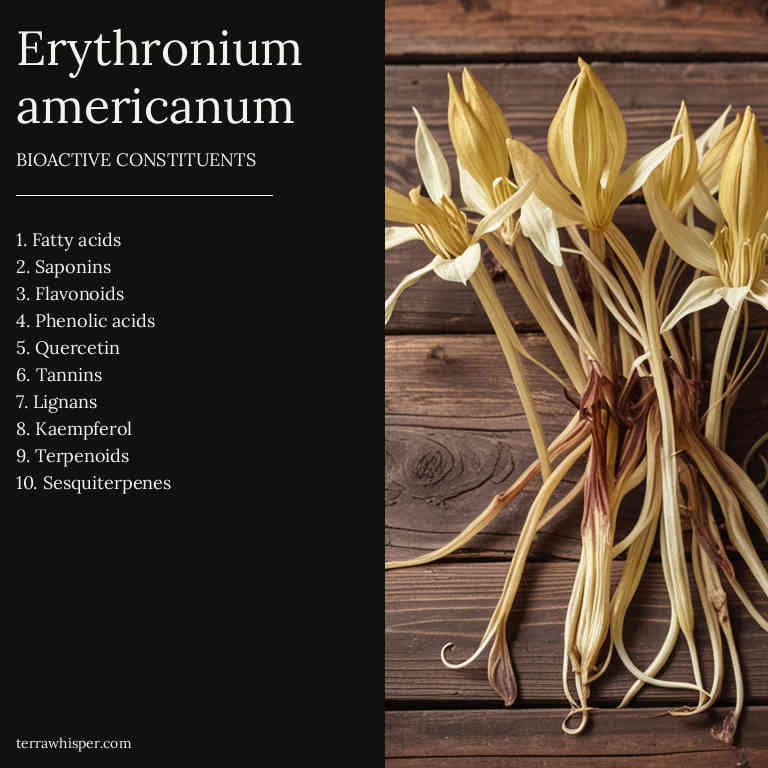 Erythronium
americanum
BIOACTIVE CONSTITUENTS
1. Fatty acids
2. Saponins
3. Flavonoids
4. Phenolic acids
5. Quercetin
6. Tannins
7. Lignans
8. Kaempferol
9. Terpenoids
10. Sesquiterpenes
terrawhisper.com